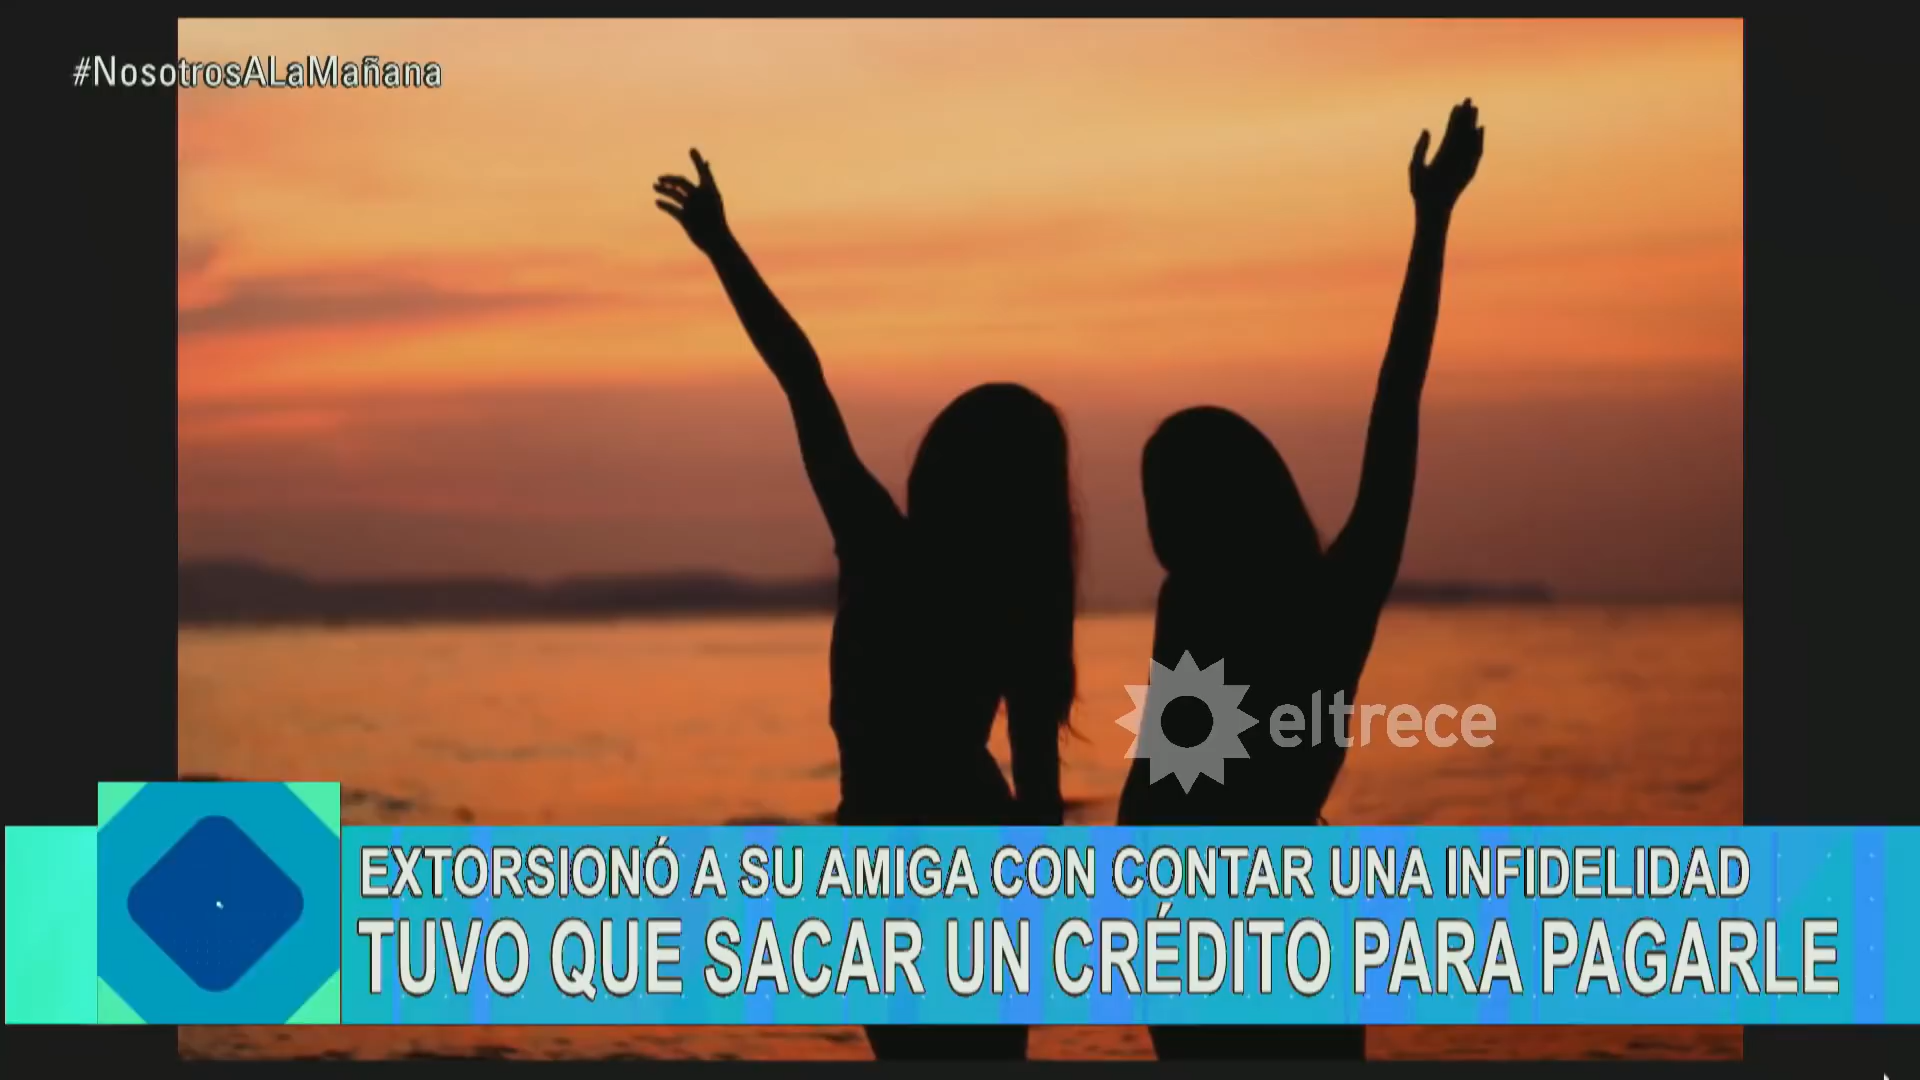 #NosotrosALaMañana
eltrece
EXTORSIONÓ A SU AMIGA CON CONTAR UNA INFIDELIDAD
TUVO QUE SACAR UN CRÉDITO PARA PAGARLE